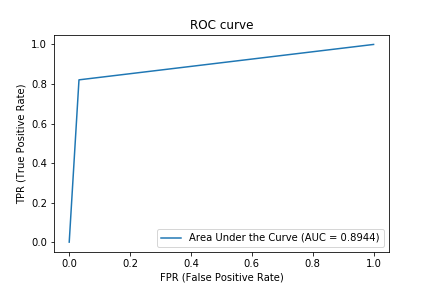 ROC curve
1.0
0.8
0.6
0.4
0.2
0.0
TPR (True Positive Rate)
Area Under the Curve (AUC = 0.8944)
0.0 0.2 0.4 0.6 0.8 1.0
FPR (False Positive Rate)